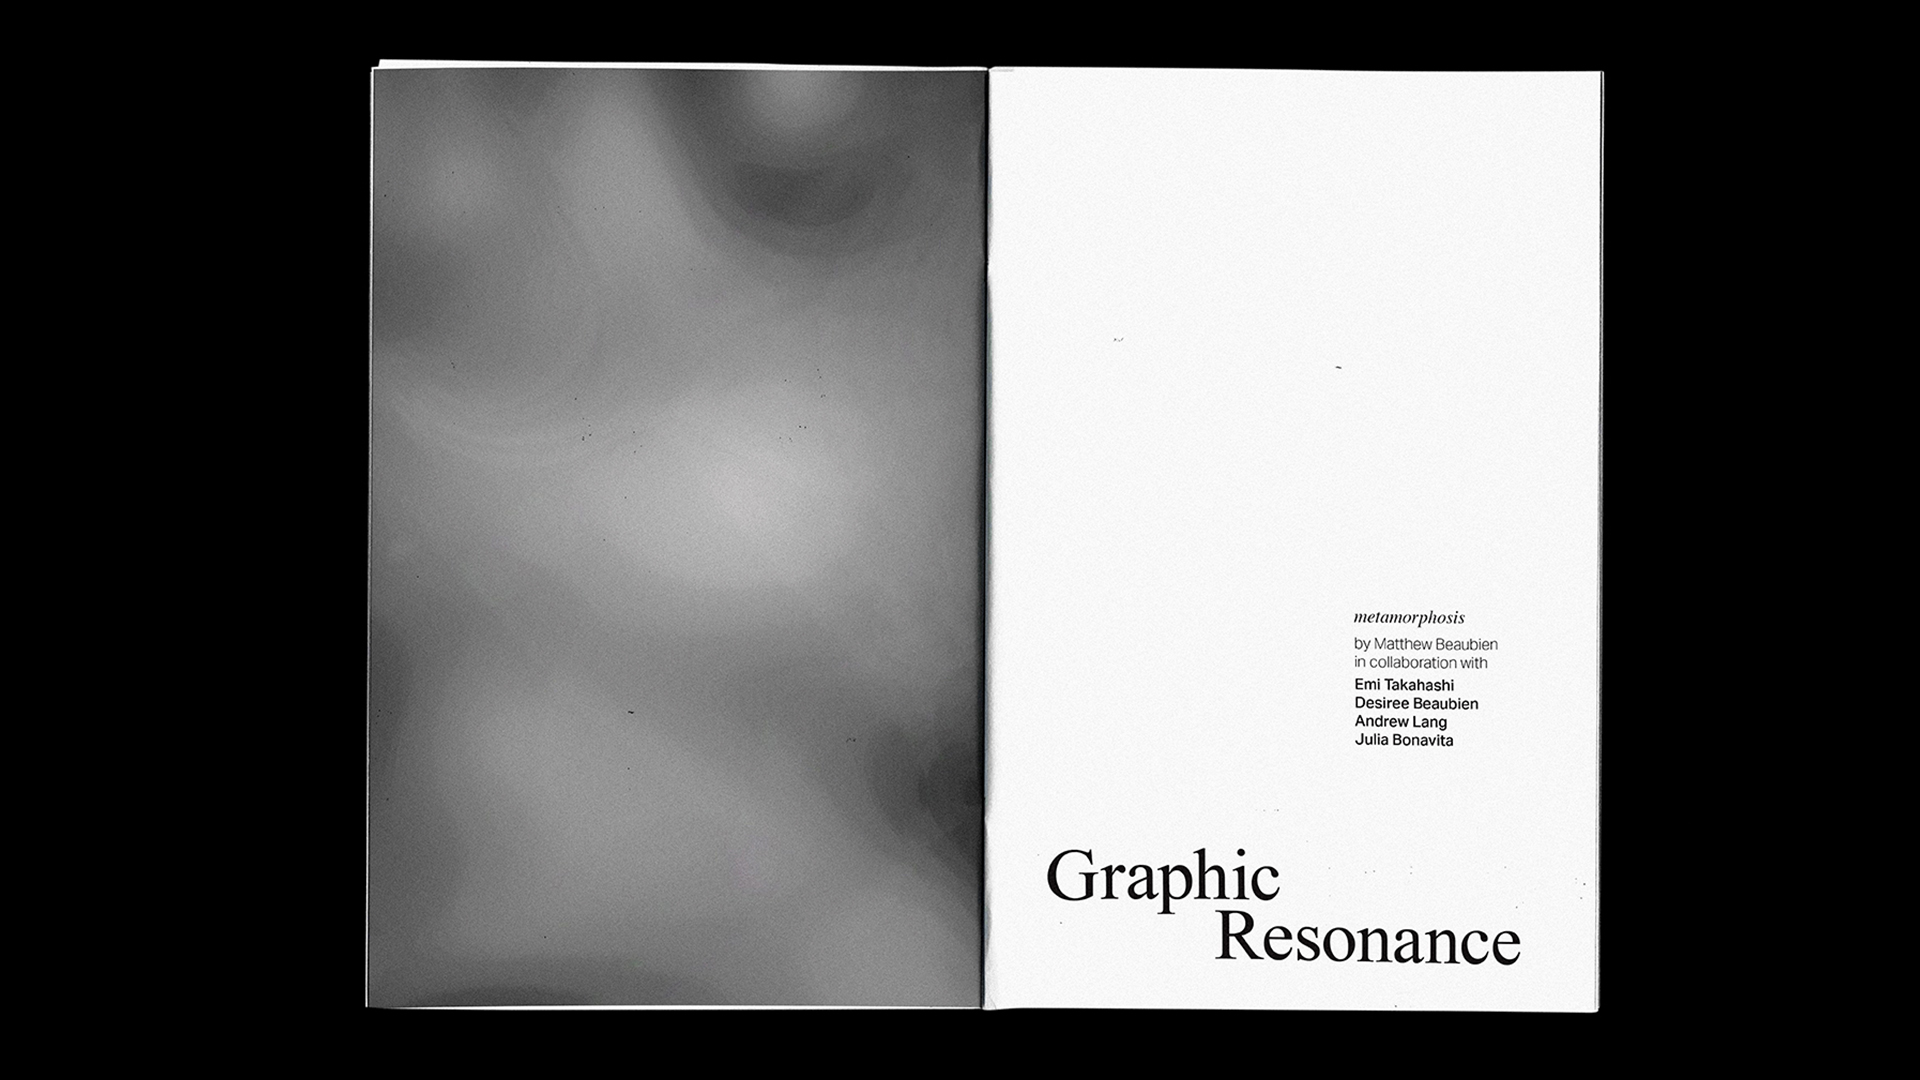 metamorphosis
by Matthew Beaubien
in collaboration with
Emi Takahashi
Desiree Beaubien
Andrew Lang
Julia Bonavita
Graphic
Resonance